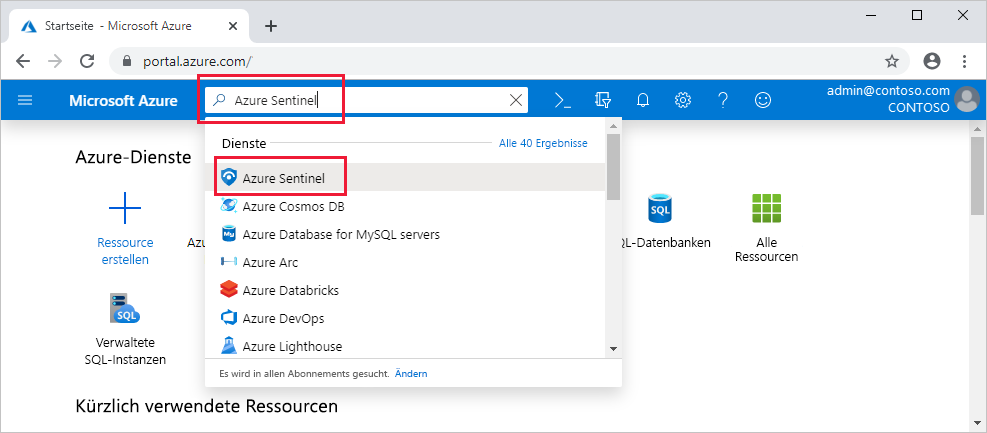 Startseite - Microsoft Azure
portal.azure.com/
Microsoft Azure
Azure Sentinel
admin@contoso.com
CONTOSO
Dienste
Alle 40 Ergebnisse
Azure-Dienste
Azure Sentinel
Azure Cosmos DB
Azure Database for MySQL servers
Azure Arc
Azure Databricks
Azure DevOps
Azure Lighthouse
Es wird in allen Abonnements gesucht. Ändern
Ressource
erstellen
SQL
QL-Datenbanken
Alle
Ressourcen
SQL
Verwaltete
SQL-Instanzen
My
Kürzlich verwendete Ressourcen